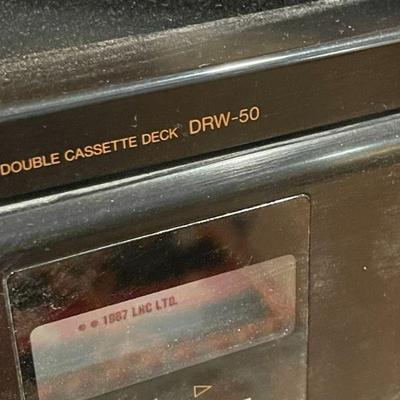 DOUBLE CASSETTE DECK DRW-50
1987 LHC LTD.